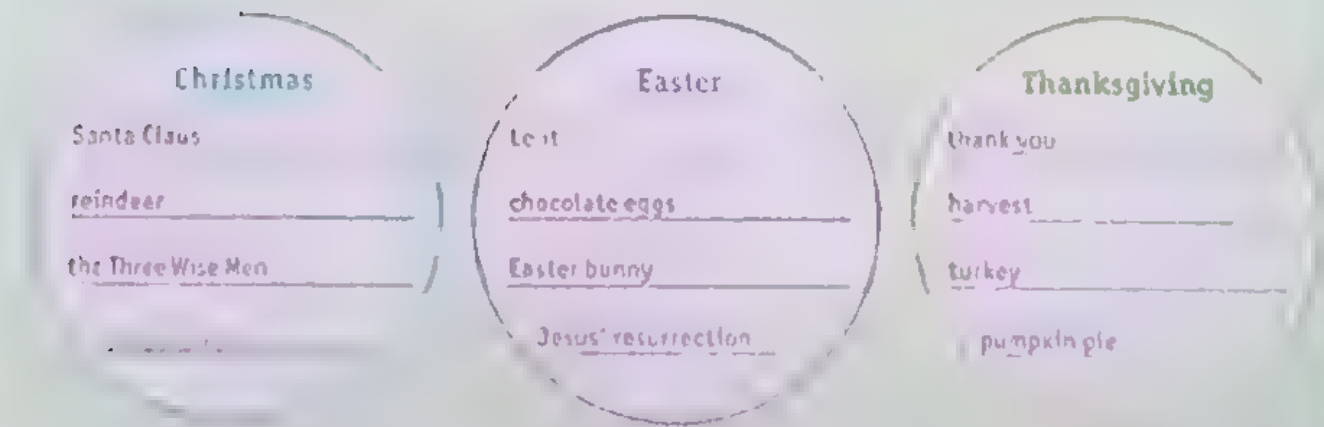 Christmas
Santa Claus
reindeer
the Three Wise Men
Easter
Lent
chocolate eggs
Easter bunny
Jesus' resurrection
Thanksgiving
thank you
harvest
turkey
pumpkin pie